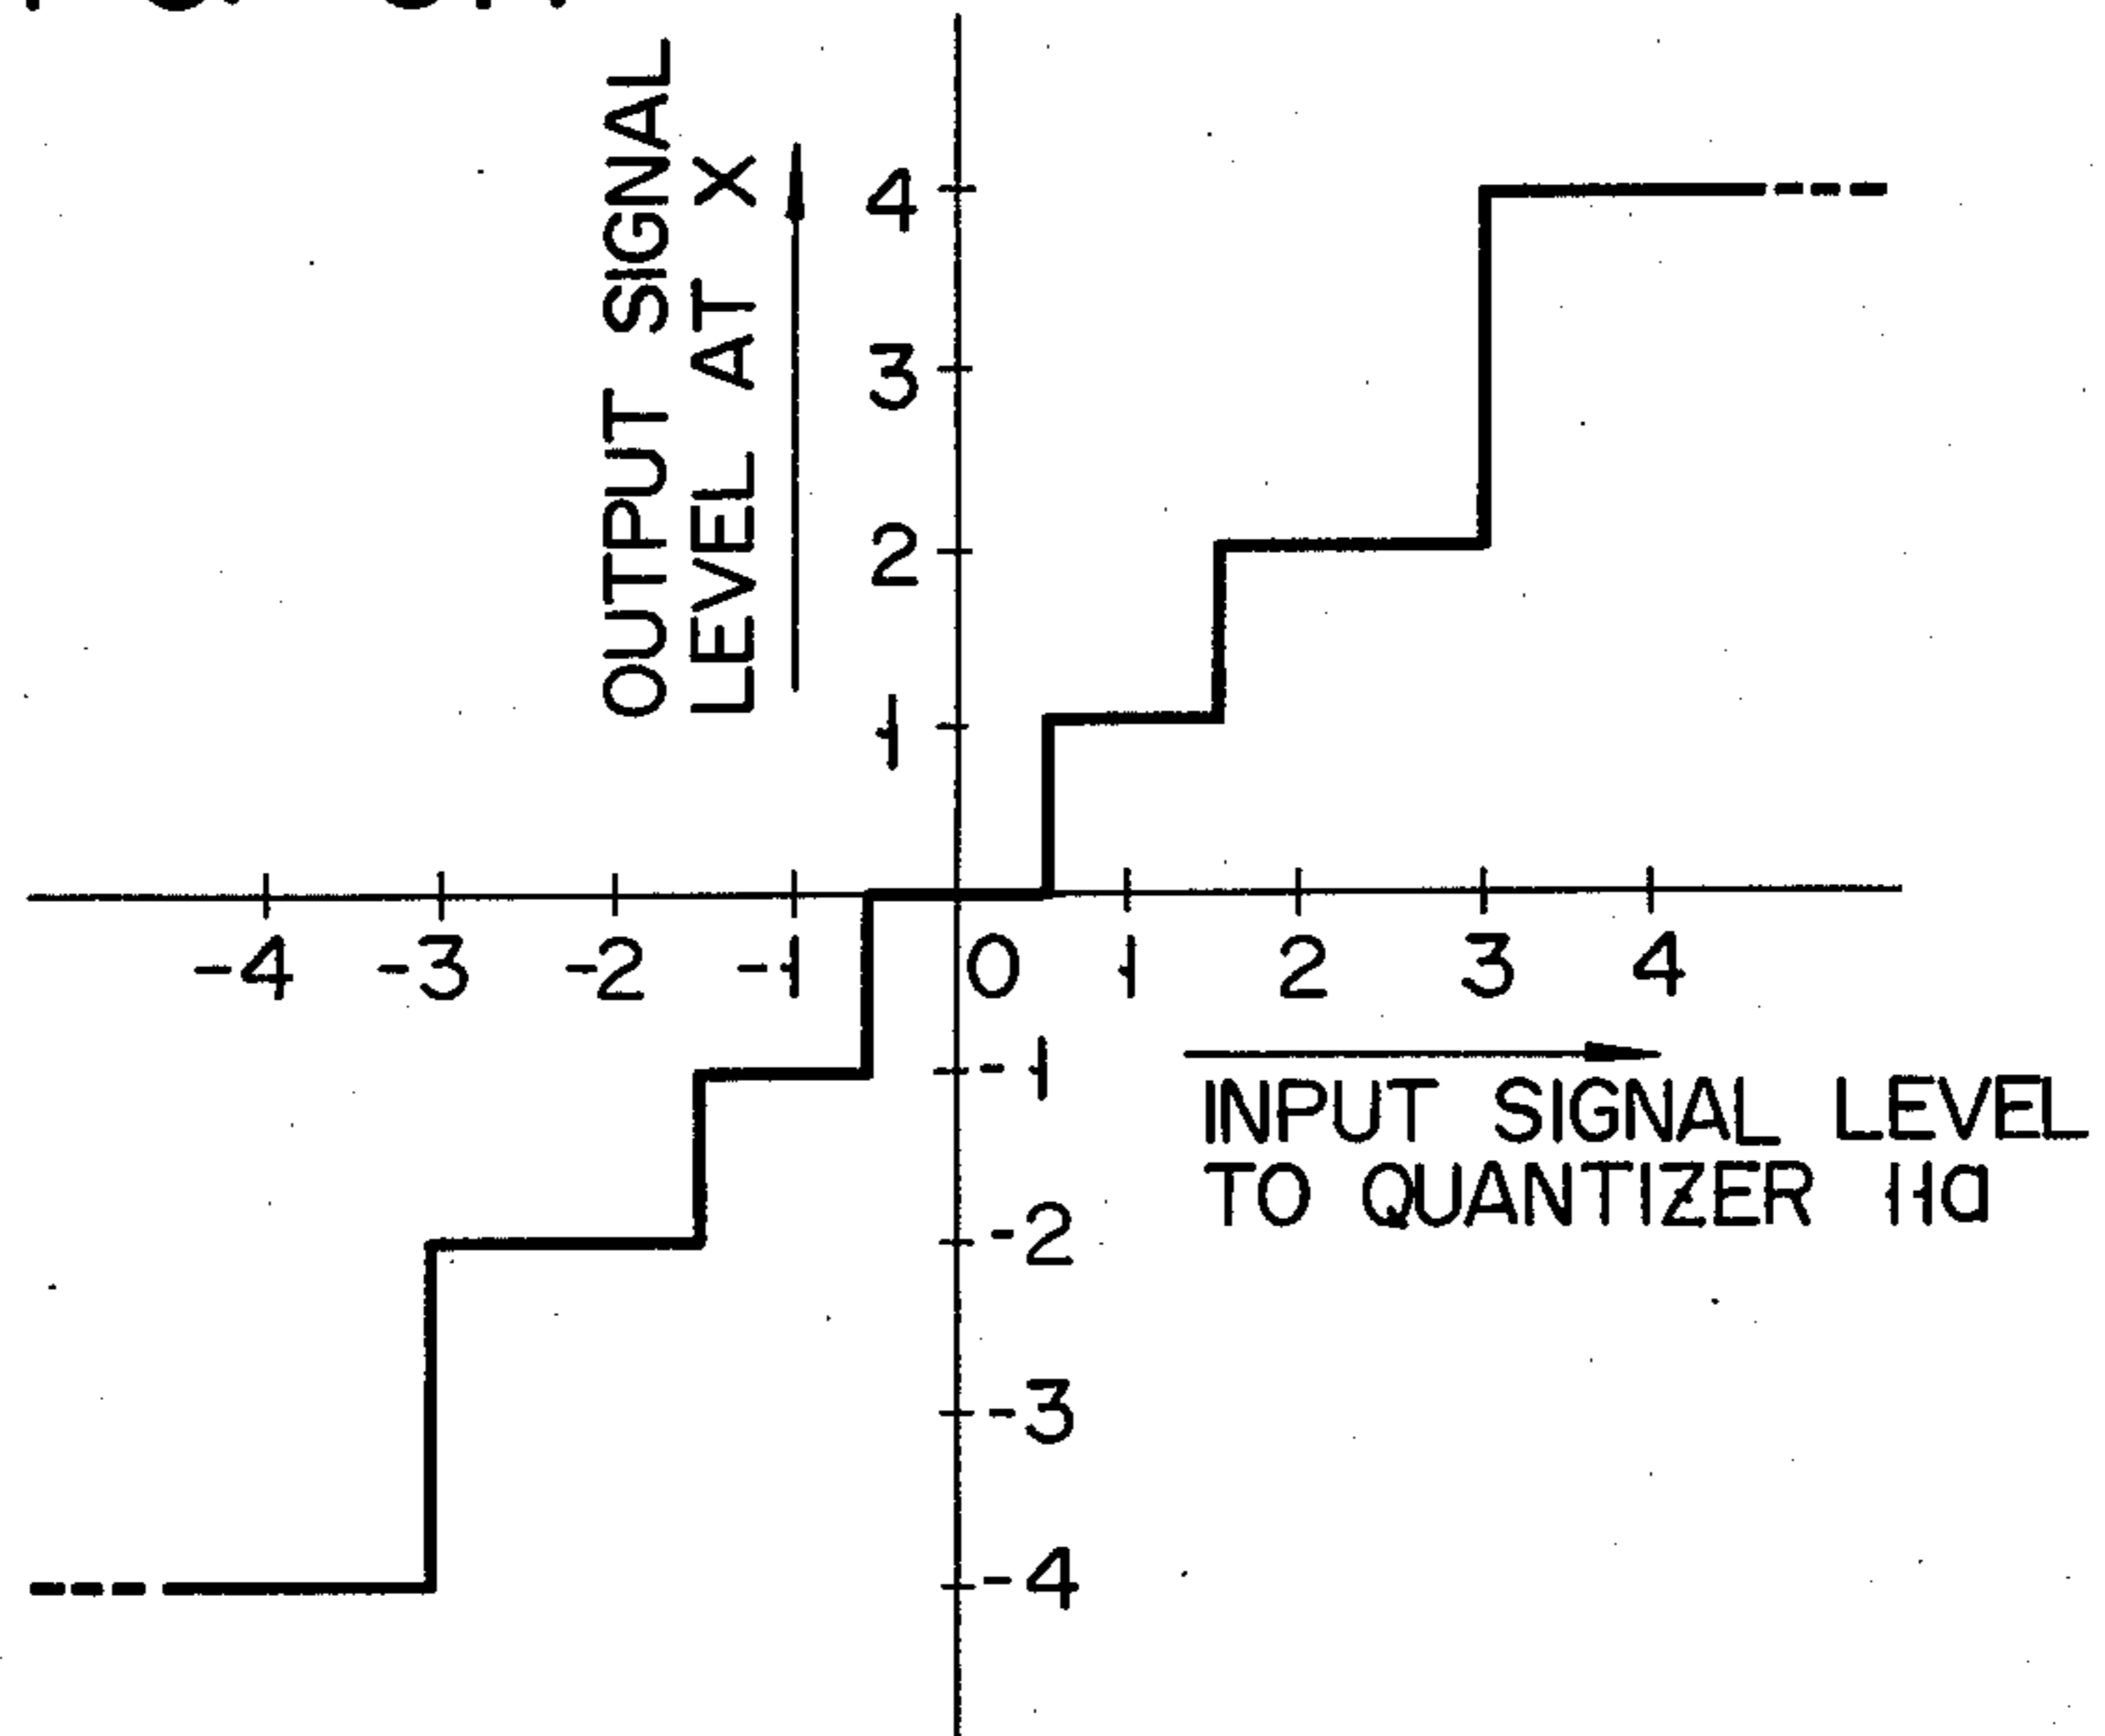 OUTPUT SIGNAL
LEVEL AT X
4
3
2
1
-4 -3 -2 -1 0 1 2 3 4
-1
INPUT SIGNAL LEVEL
TO QUANTIZER 11a
-2
-3
-4